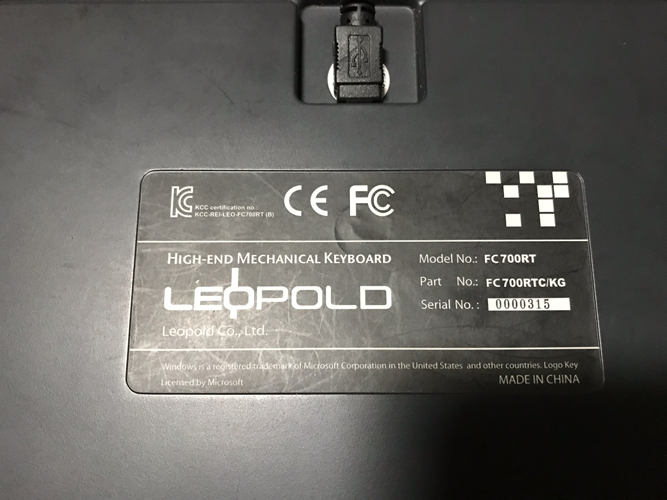 KCC certification no.:
KCC-REI-LEO-FC700RT (B)
CE FC
HIGH-END MECHANICAL KEYBOARD
LEOPOLD
Leopold Co., Ltd.
Model No.: FC700RT
Part No.: FC700RTC/KG
Serial No.: 0000315
Windows is a registered trademark of Microsoft Corporation in the United States and other countries. Logo Key
Licensed by Microsoft
MADE IN CHINA